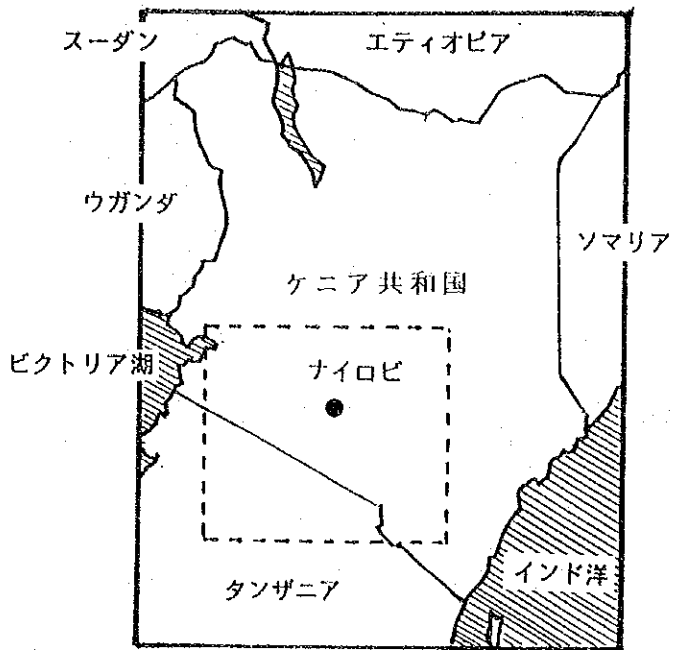 スーダン
エティオピア
ウガンダ
ソマリア
ケニア共和国
ビクトリア湖
ナイロビ
インド洋
タンザニア